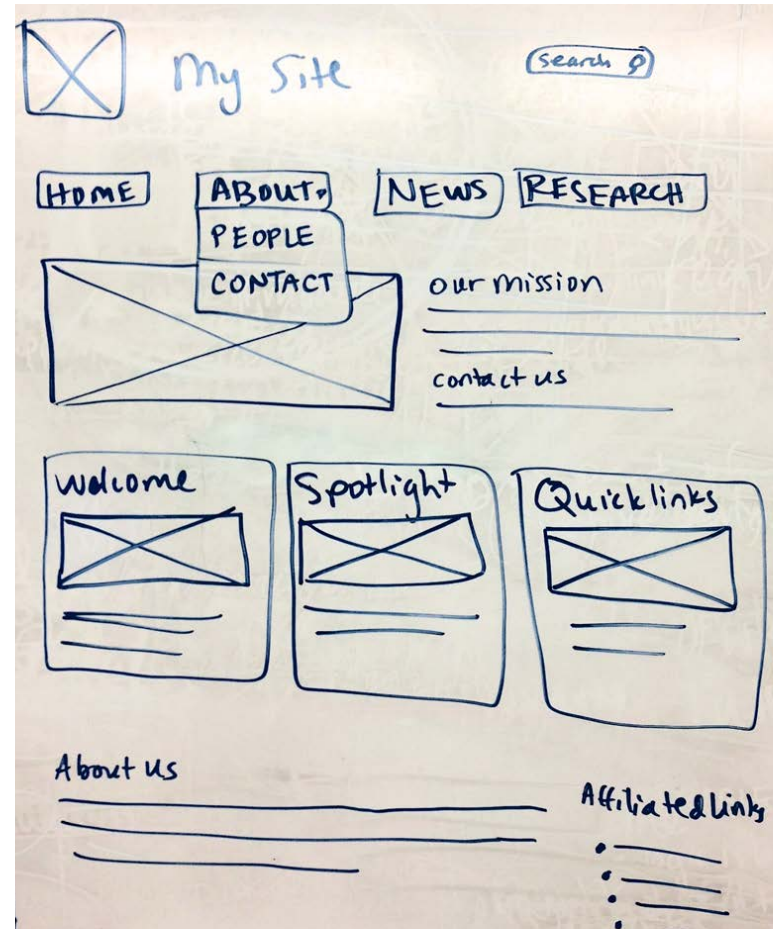 My Site
search
HOME
ABOUT
NEWS
RESEARCH
PEOPLE
CONTACT
our mission
contact us
Welcome
Spotlight
Quicklinks
About us
Affiliated Links